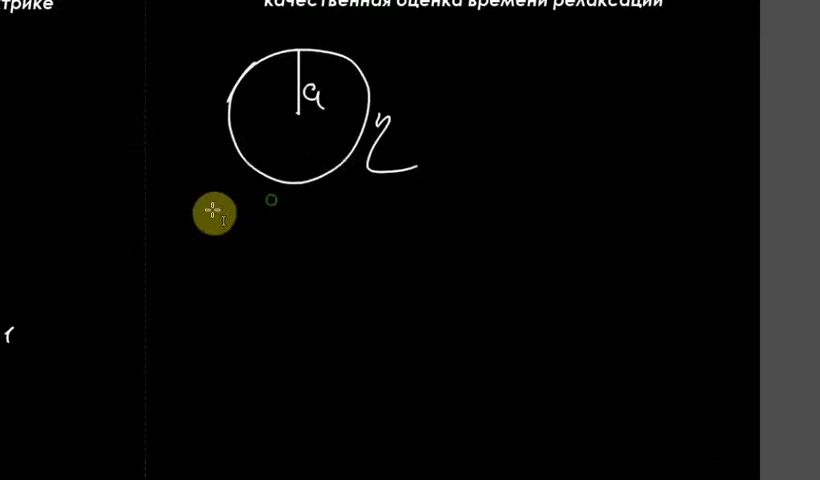 трике
качественная оценка времени релаксации
a